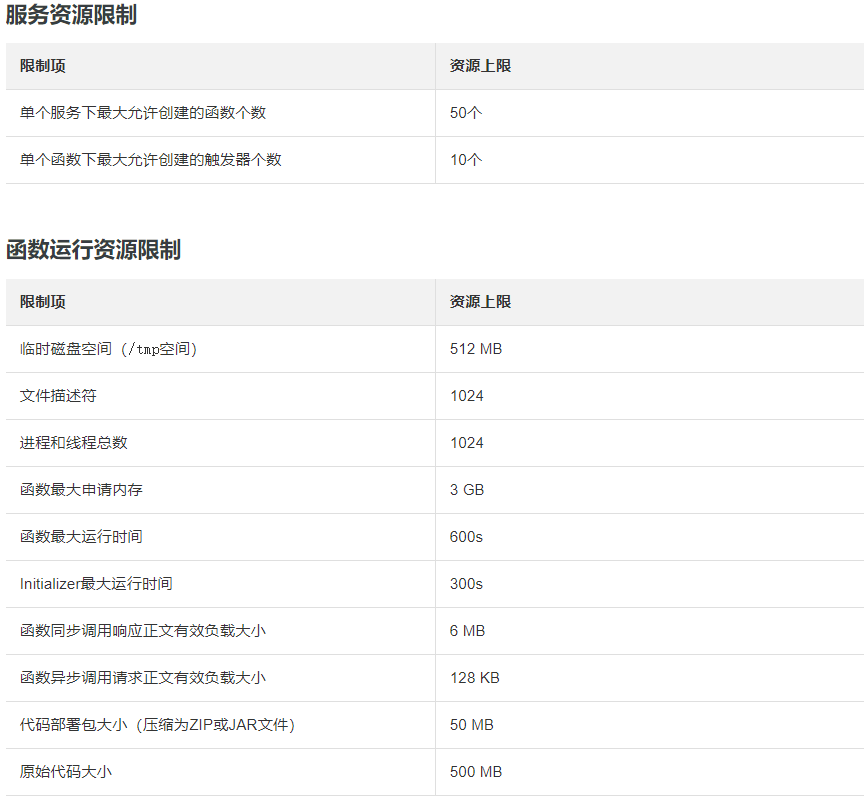 服务资源限制
限制项 资源上限
单个服务下最大允许创建的函数个数 50个
单个函数下最大允许创建的触发器个数 10个
函数运行资源限制
限制项 资源上限
临时磁盘空间（/tmp空间） 512 MB
文件描述符 1024
进程和线程总数 1024
函数最大申请内存 3 GB
函数最大运行时间 600s
Initializer最大运行时间 300s
函数同步调用响应正文有效负载大小 6 MB
函数异步调用请求正文有效负载大小 128 KB
代码部署包大小（压缩为ZIP或JAR文件） 50 MB
原始代码大小 500 MB